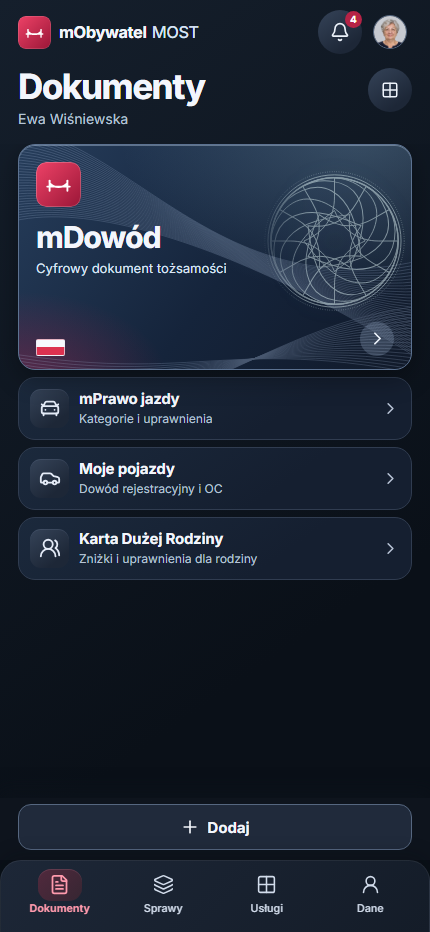 mObywatel MOST
4
Dokumenty
Ewa Wiśniewska
mDowód
Cyfrowy dokument tożsamości
mPrawo jazdy
Kategorie i uprawnienia
Moje pojazdy
Dowód rejestracyjny i OC
Karta Dużej Rodziny
Zniżki i uprawnienia dla rodziny
Dodaj
Dokumenty
Sprawy
Usługi
Dane